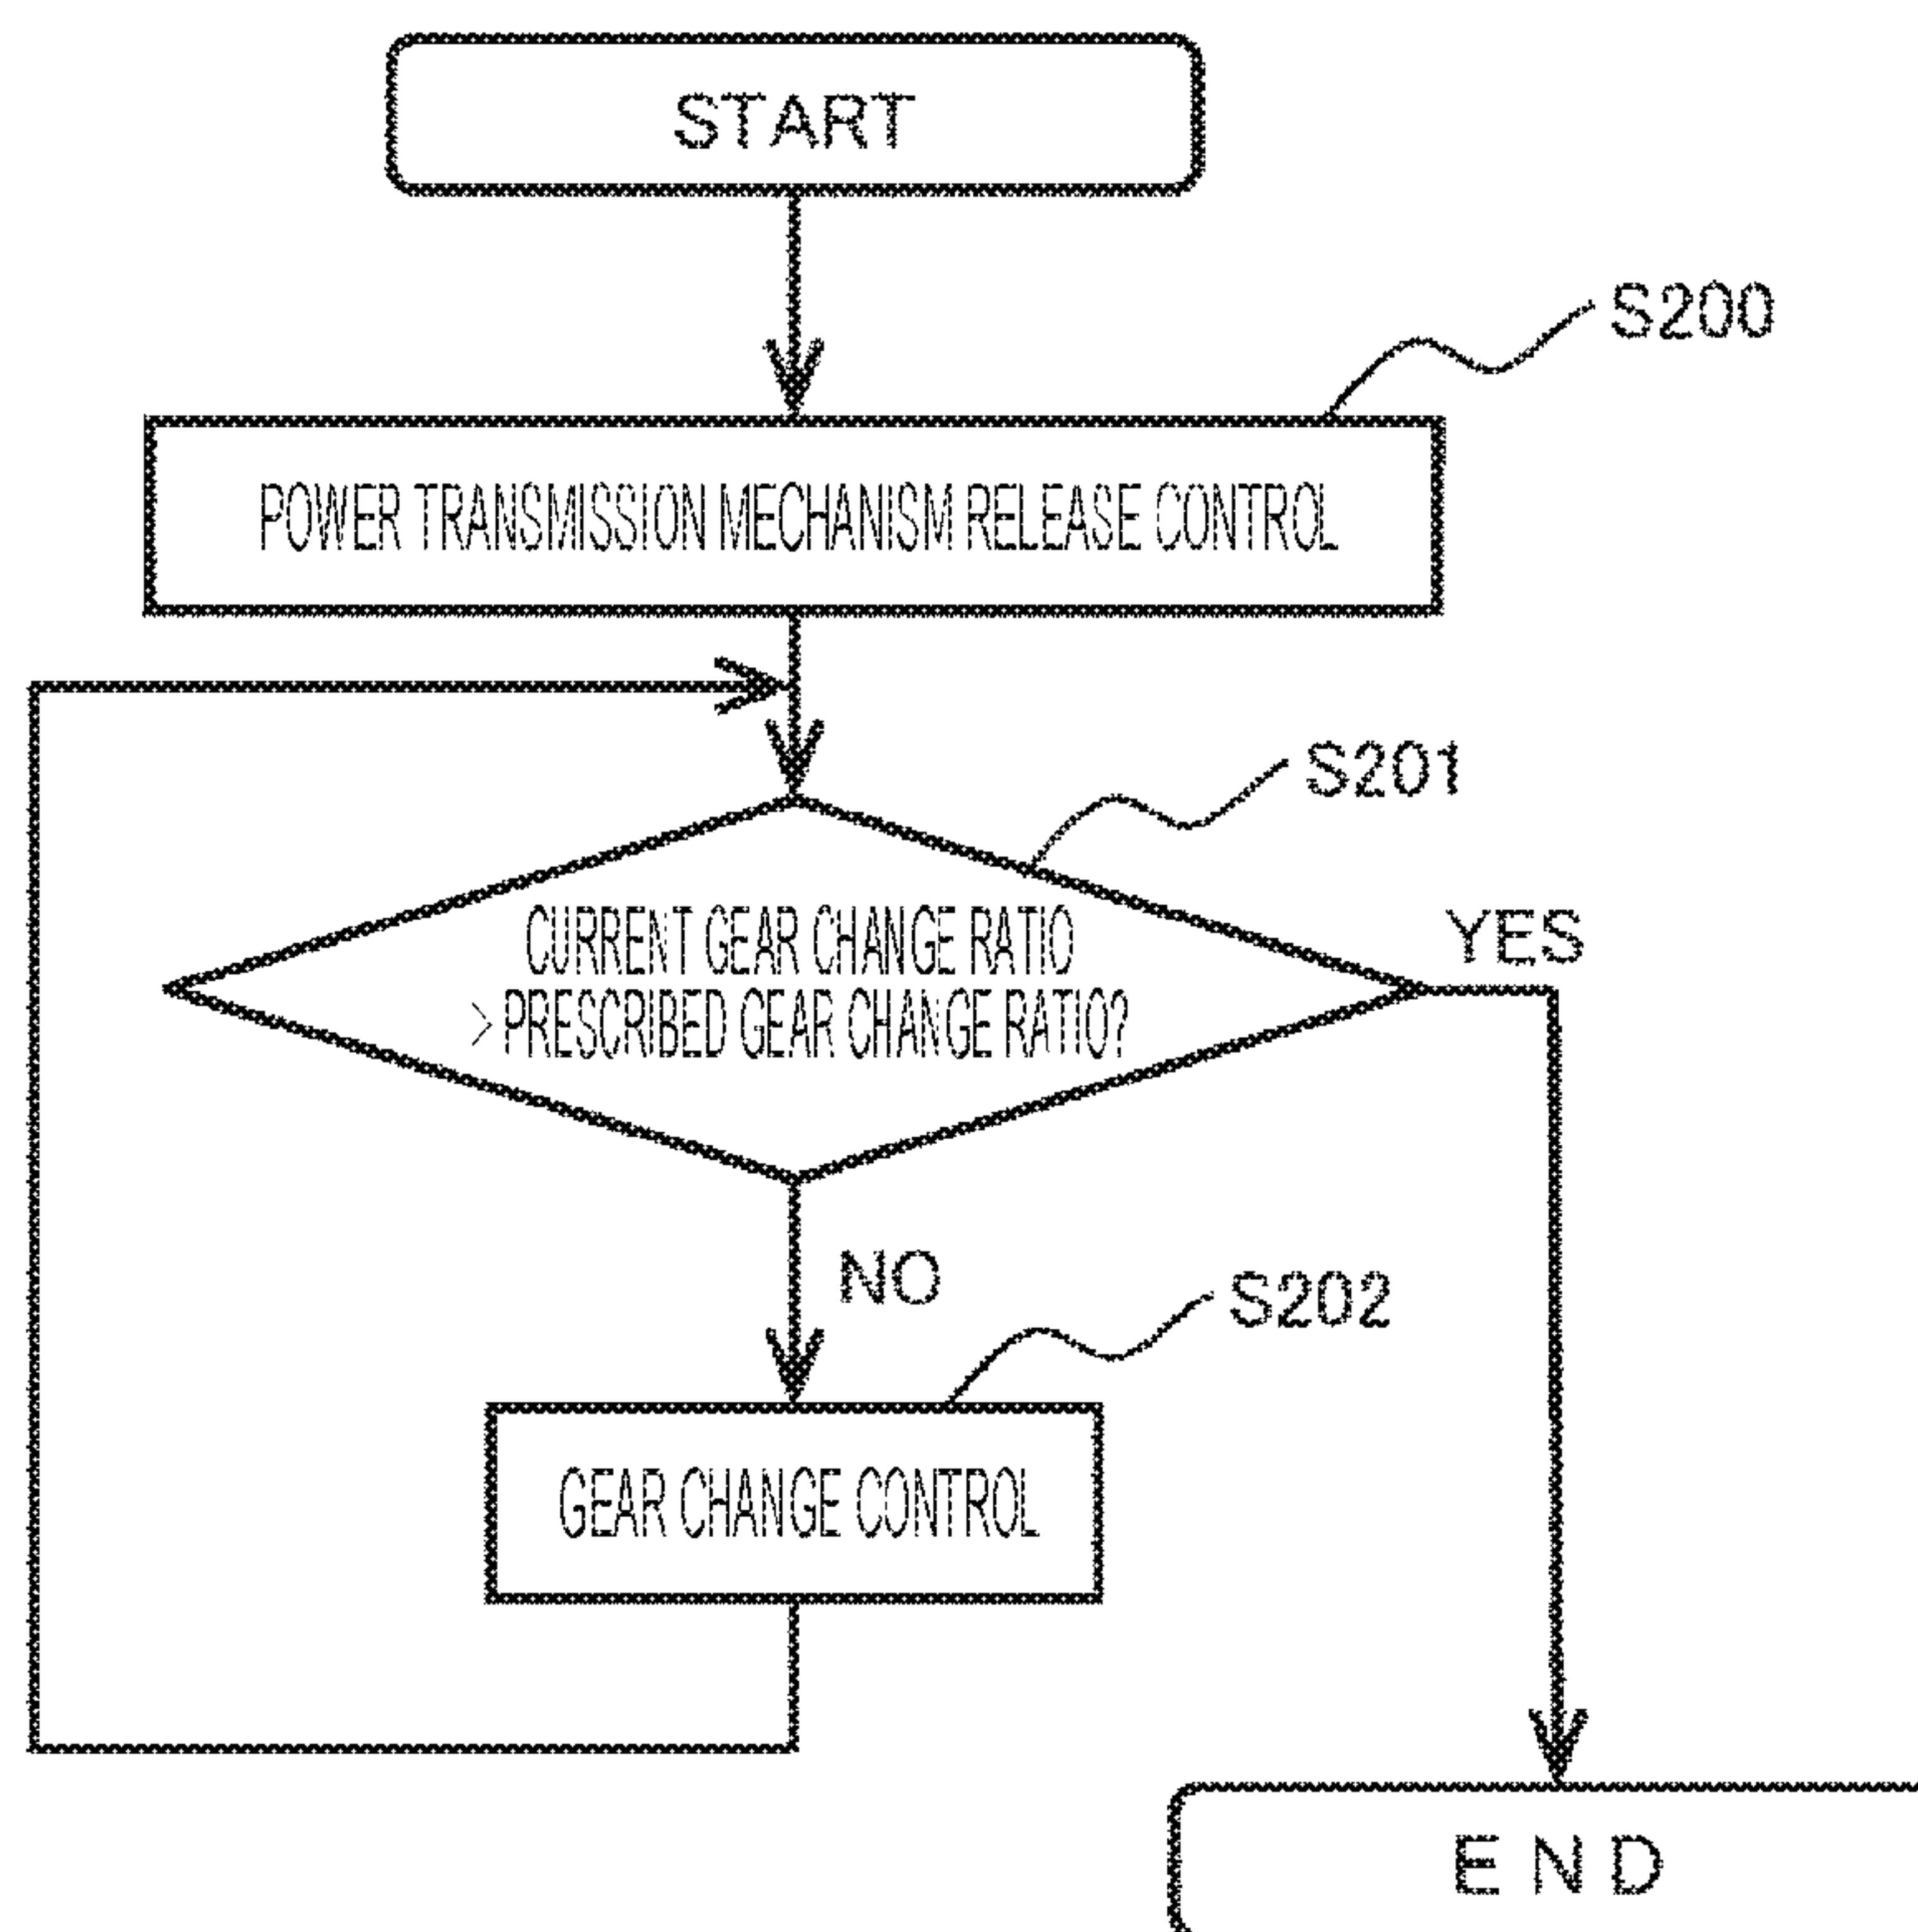 START
S200
POWER TRANSMISSION MECHANISM RELEASE CONTROL
S201
CURRENT GEAR CHANGE RATIO
> PRESCRIBED GEAR CHANGE RATIO?
YES
NO
S202
GEAR CHANGE CONTROL
END